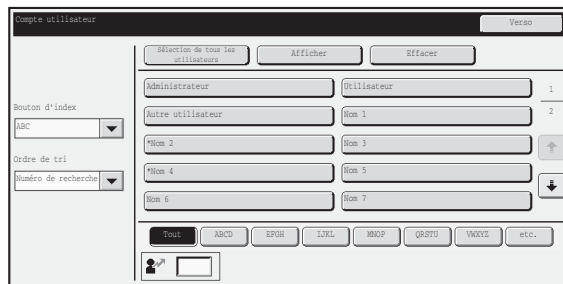 Compte utilisateur
Verso
Sélection de tous les
utilisateurs
Afficher
Effacer
Administrateur
Utilisateur
1
Bouton d'index
Autre utilisateur
Nom 1
2
ABC
*Nom 2
Nom 3
Ordre de tri
*Nom 4
Nom 5
Numéro de recherche
Nom 6
Nom 7
Tout
ABCD
EFGH
IJKL
MNOP
QRSTU
VWXYZ
etc.